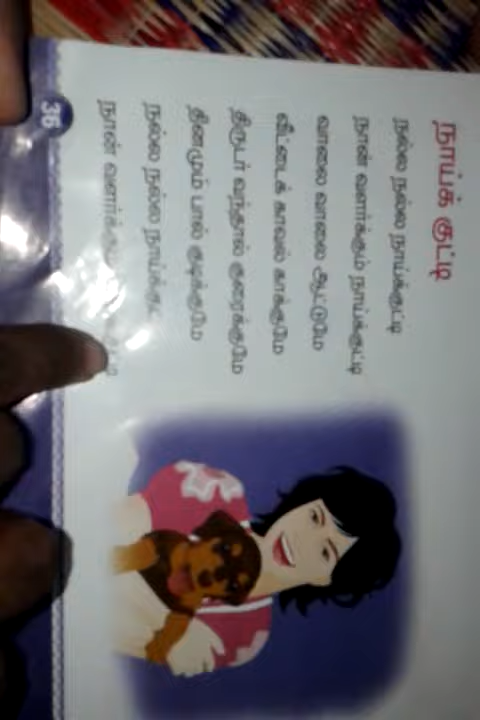 நாய்க் குட்டி
நல்ல நல்ல நாய்க்குட்டி
நான் வளர்க்கும் நாய்க்குட்டி
வாலை வாலை ஆட்டுமே
வீட்டைக் காவல் காக்குமே
திருடர் வந்தால் குரைக்குமே
தினமும் பால் குடிக்குமே
நல்ல நல்ல
நான்
36